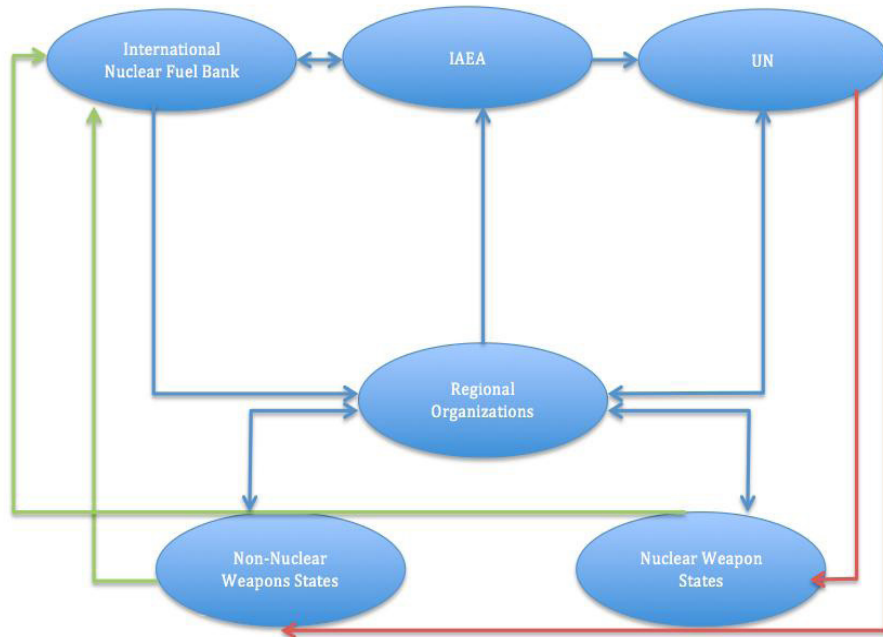 International
Nuclear Fuel Bank
IAEA
UN
Regional
Organizations
Non-Nuclear
Weapons States
Nuclear Weapon
States